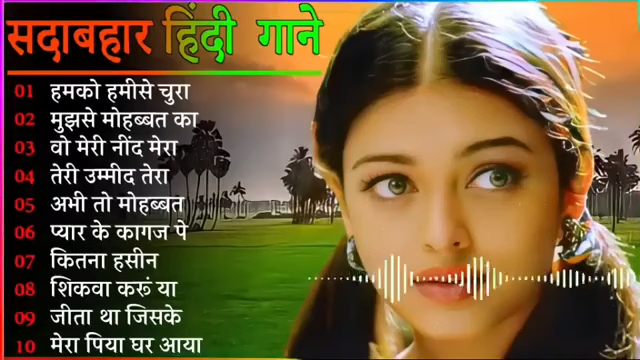 सदाबहार हिंदी गाने
01 हमको हमीसे चुरा
02 मुझसे मोहब्बत का
03 वो मेरी नींद मेरा
04 तेरी उम्मीद तेरा
05 अभी तो मोहब्बत
06 प्यार के कागज पे
07 कितना हसीन
08 शिकवा करूं या
09 जीता था जिसके
10 मेरा पिया घर आया